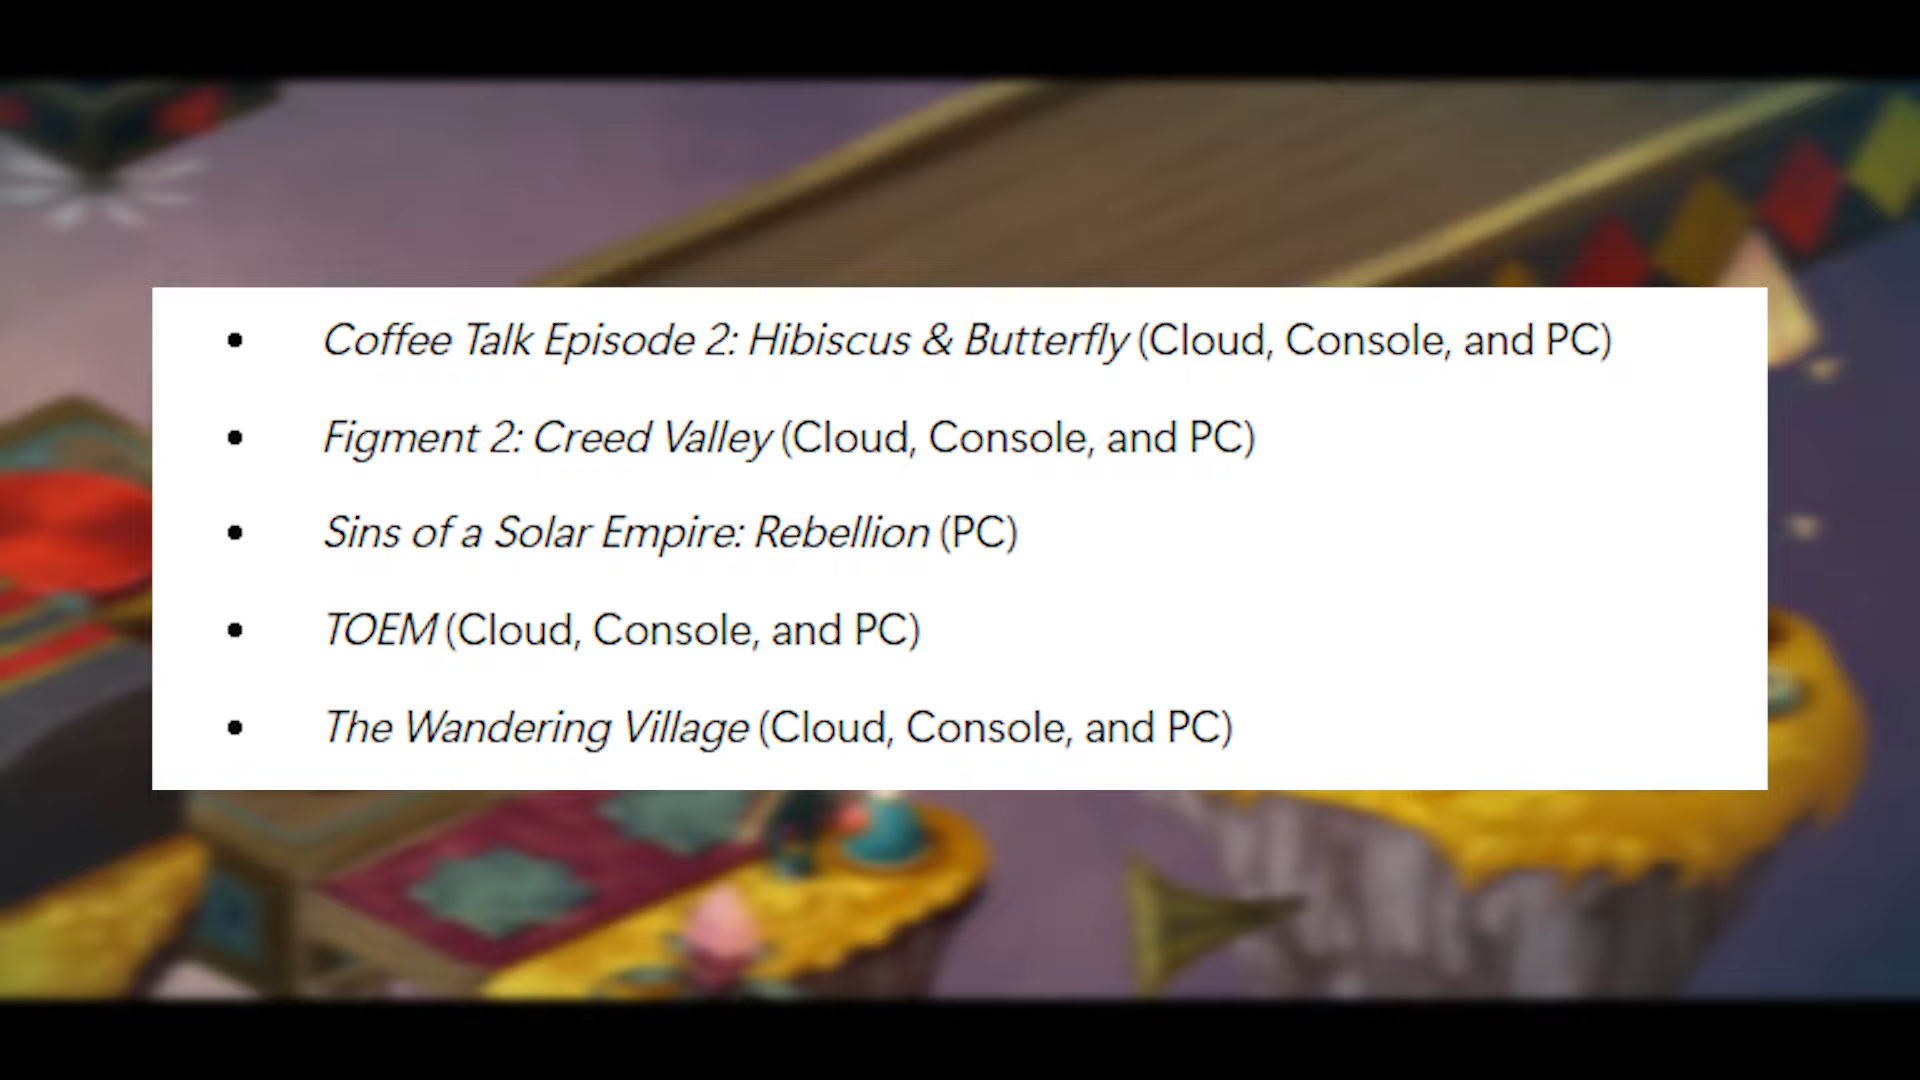 • Coffee Talk Episode 2: Hibiscus & Butterfly (Cloud, Console, and PC)
• Figment 2: Creed Valley (Cloud, Console, and PC)
• Sins of a Solar Empire: Rebellion (PC)
• TOEM (Cloud, Console, and PC)
• The Wandering Village (Cloud, Console, and PC)